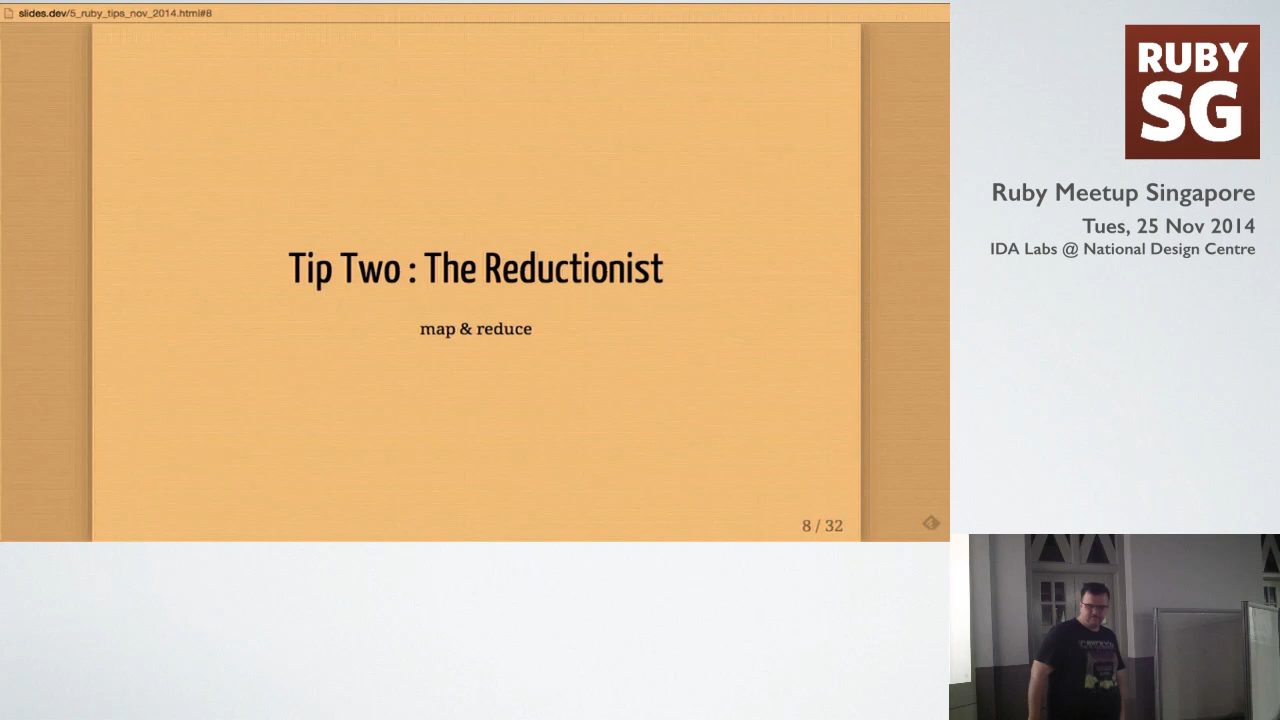 slides.dev/5_ruby_tips_nov_2014.html#8
Tip Two : The Reductionist
map & reduce
8 / 32
RUBY
SG
Ruby Meetup Singapore
Tues, 25 Nov 2014
IDA Labs @ National Design Centre